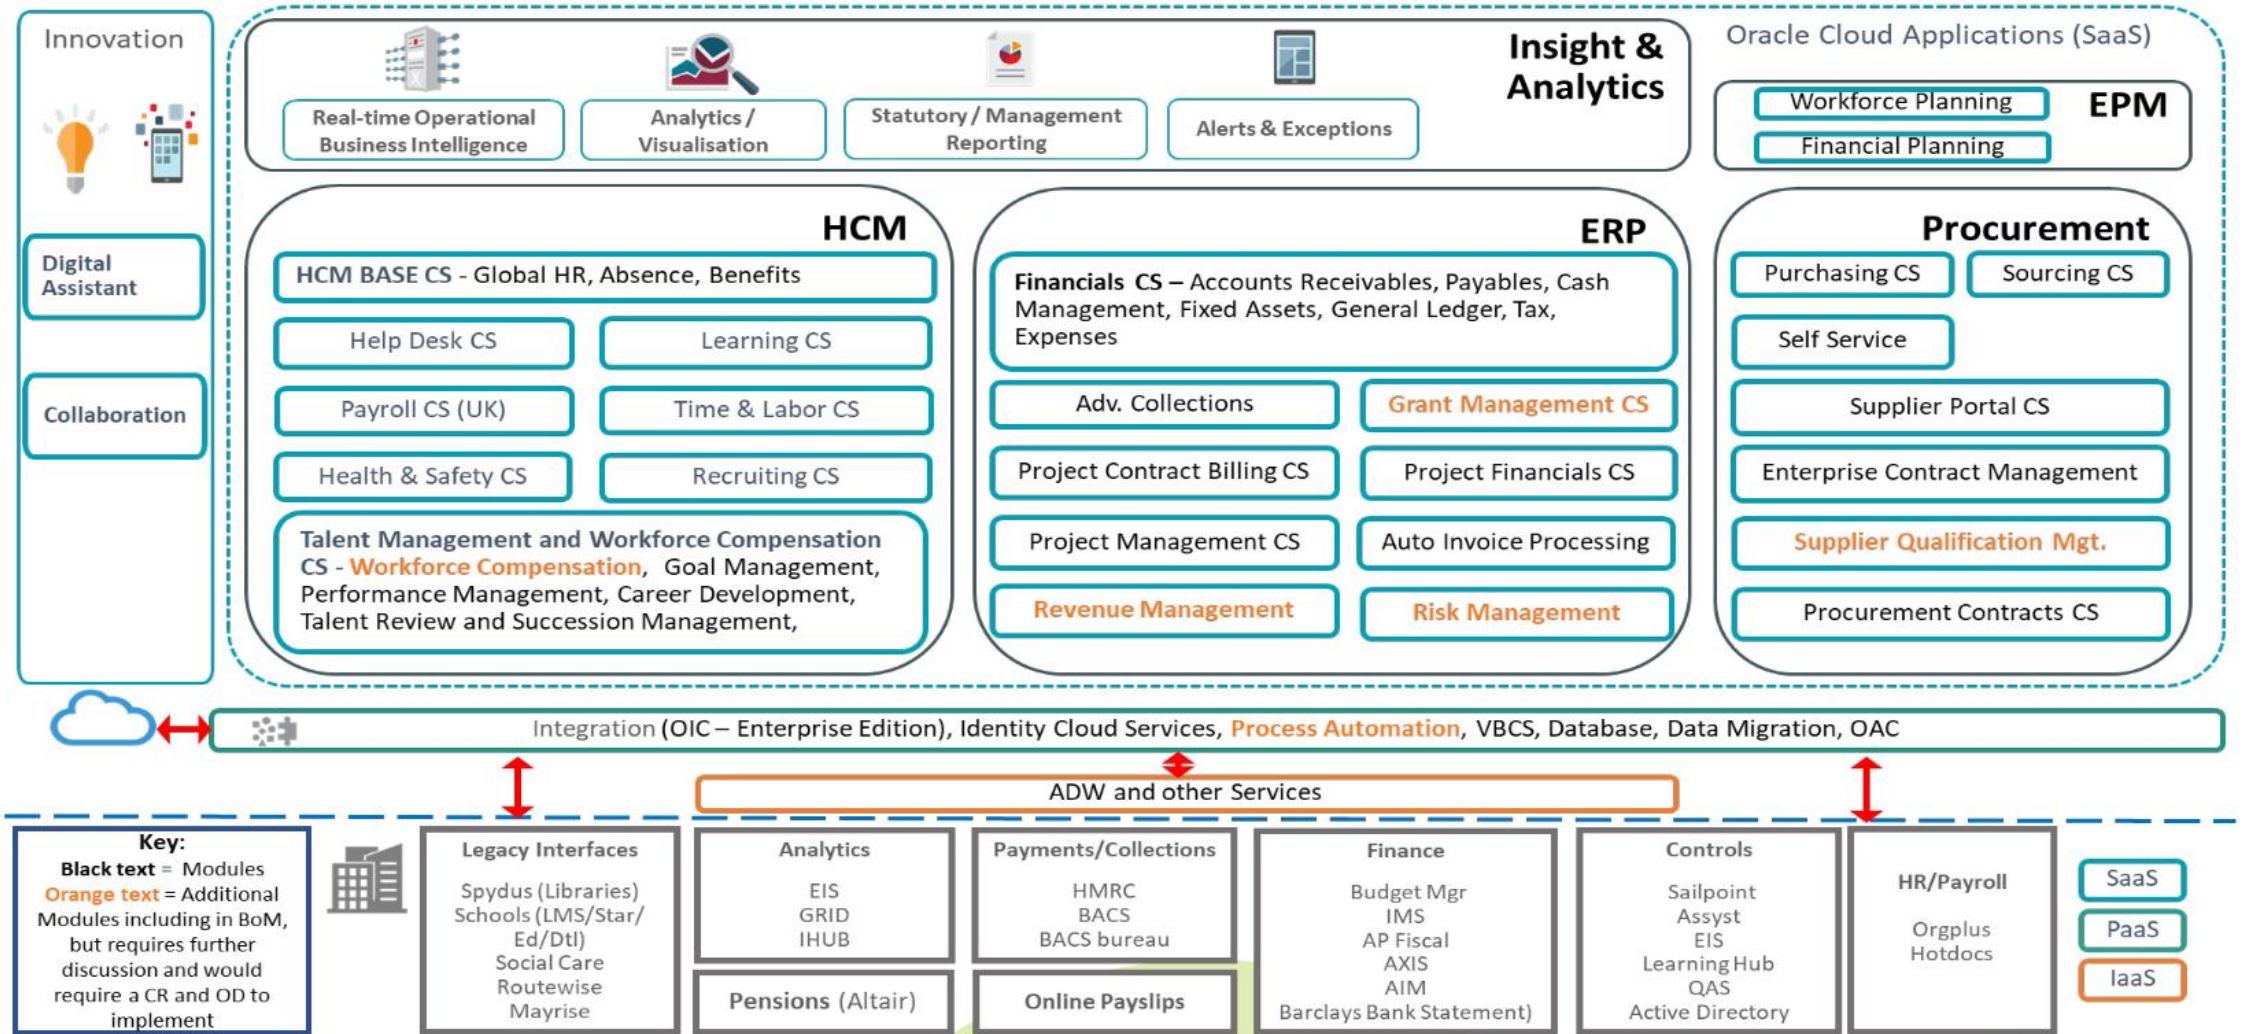 Innovation
Digital
Assistant
Collaboration
Insight &
Analytics
Real-time Operational
Business Intelligence
Analytics /
Visualisation
Statutory / Management
Reporting
Alerts & Exceptions
Oracle Cloud Applications (SaaS)
EPM
Workforce Planning
Financial Planning
HCM
HCM BASE CS - Global HR, Absence, Benefits
Help Desk CS
Learning CS
Payroll CS (UK)
Time & Labor CS
Health & Safety CS
Recruiting CS
Talent Management and Workforce Compensation
CS - Workforce Compensation, Goal Management,
Performance Management, Career Development,
Talent Review and Succession Management,
ERP
Financials CS – Accounts Receivables, Payables, Cash
Management, Fixed Assets, General Ledger, Tax,
Expenses
Adv. Collections
Grant Management CS
Project Contract Billing CS
Project Financials CS
Project Management CS
Auto Invoice Processing
Revenue Management
Risk Management
Procurement
Purchasing CS
Sourcing CS
Self Service
Supplier Portal CS
Enterprise Contract Management
Supplier Qualification Mgt.
Procurement Contracts CS
Integration (OIC – Enterprise Edition), Identity Cloud Services, Process Automation, VBCS, Database, Data Migration, OAC
ADW and other Services
Key:
Black text = Modules
Orange text = Additional
Modules including in BoM,
but requires further
discussion and would
require a CR and OD to
implement
Legacy Interfaces
Spydus (Libraries)
Schools (LMS/Star/
Ed/Dtl)
Social Care
Routewise
Mayrise
Analytics
EIS
GRID
IHUB
Pensions (Altair)
Payments/Collections
HMRC
BACS
BACS bureau
Online Payslips
Finance
Budget Mgr
IMS
AP Fiscal
AXIS
AIM
Barclays Bank Statement)
Controls
Sailpoint
Assyst
EIS
Learning Hub
QAS
Active Directory
HR/Payroll
Orgplus
Hotdocs
SaaS
PaaS
IaaS